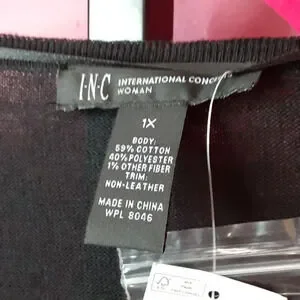 I·N·C INTERNATIONAL CONCEP
WOMAN
1X
BODY:
59% COTTON
40% POLYESTER
1% OTHER FIBER
TRIM:
NON-LEATHER
MADE IN CHINA
WPL 8046